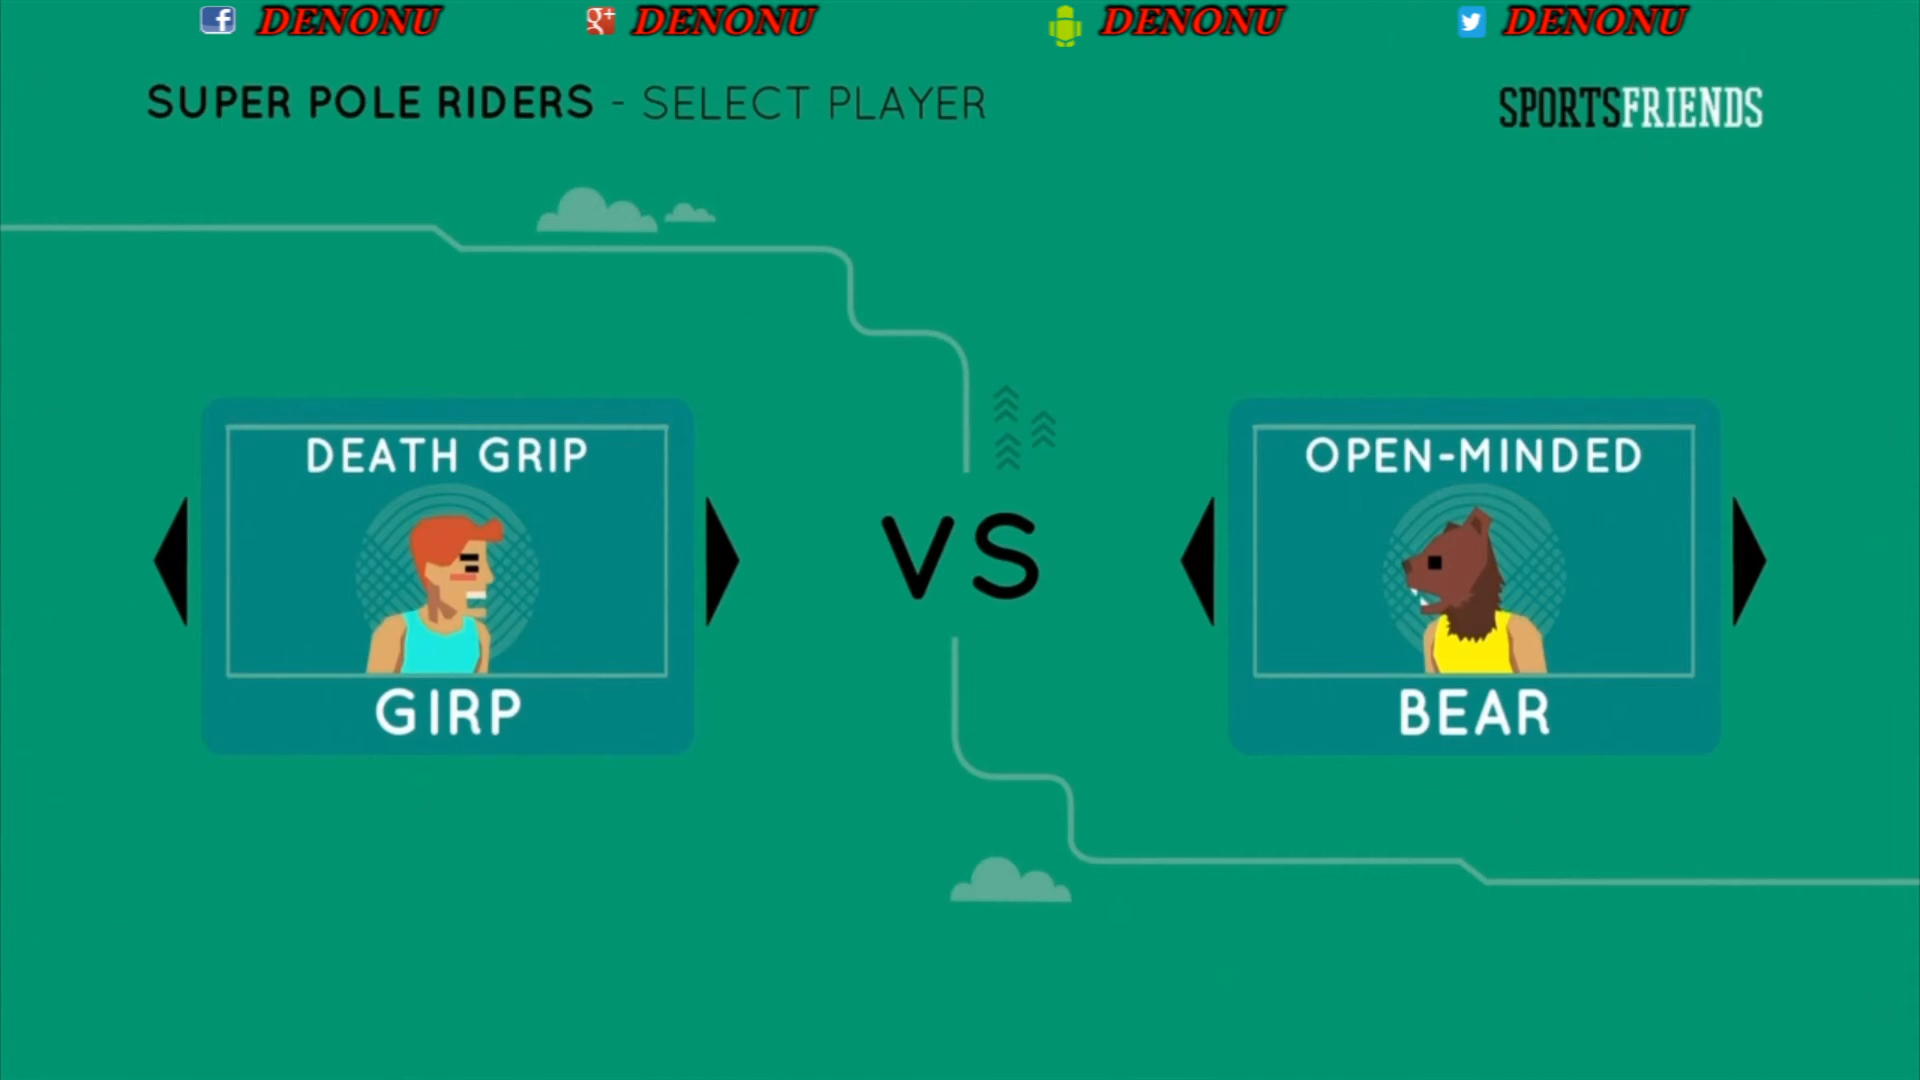 DENONU DENONU DENONU DENONU
SUPER POLE RIDERS - SELECT PLAYER
SPORTSFRIENDS
DEATH GRIP
GIRP
VS
OPEN-MINDED
BEAR